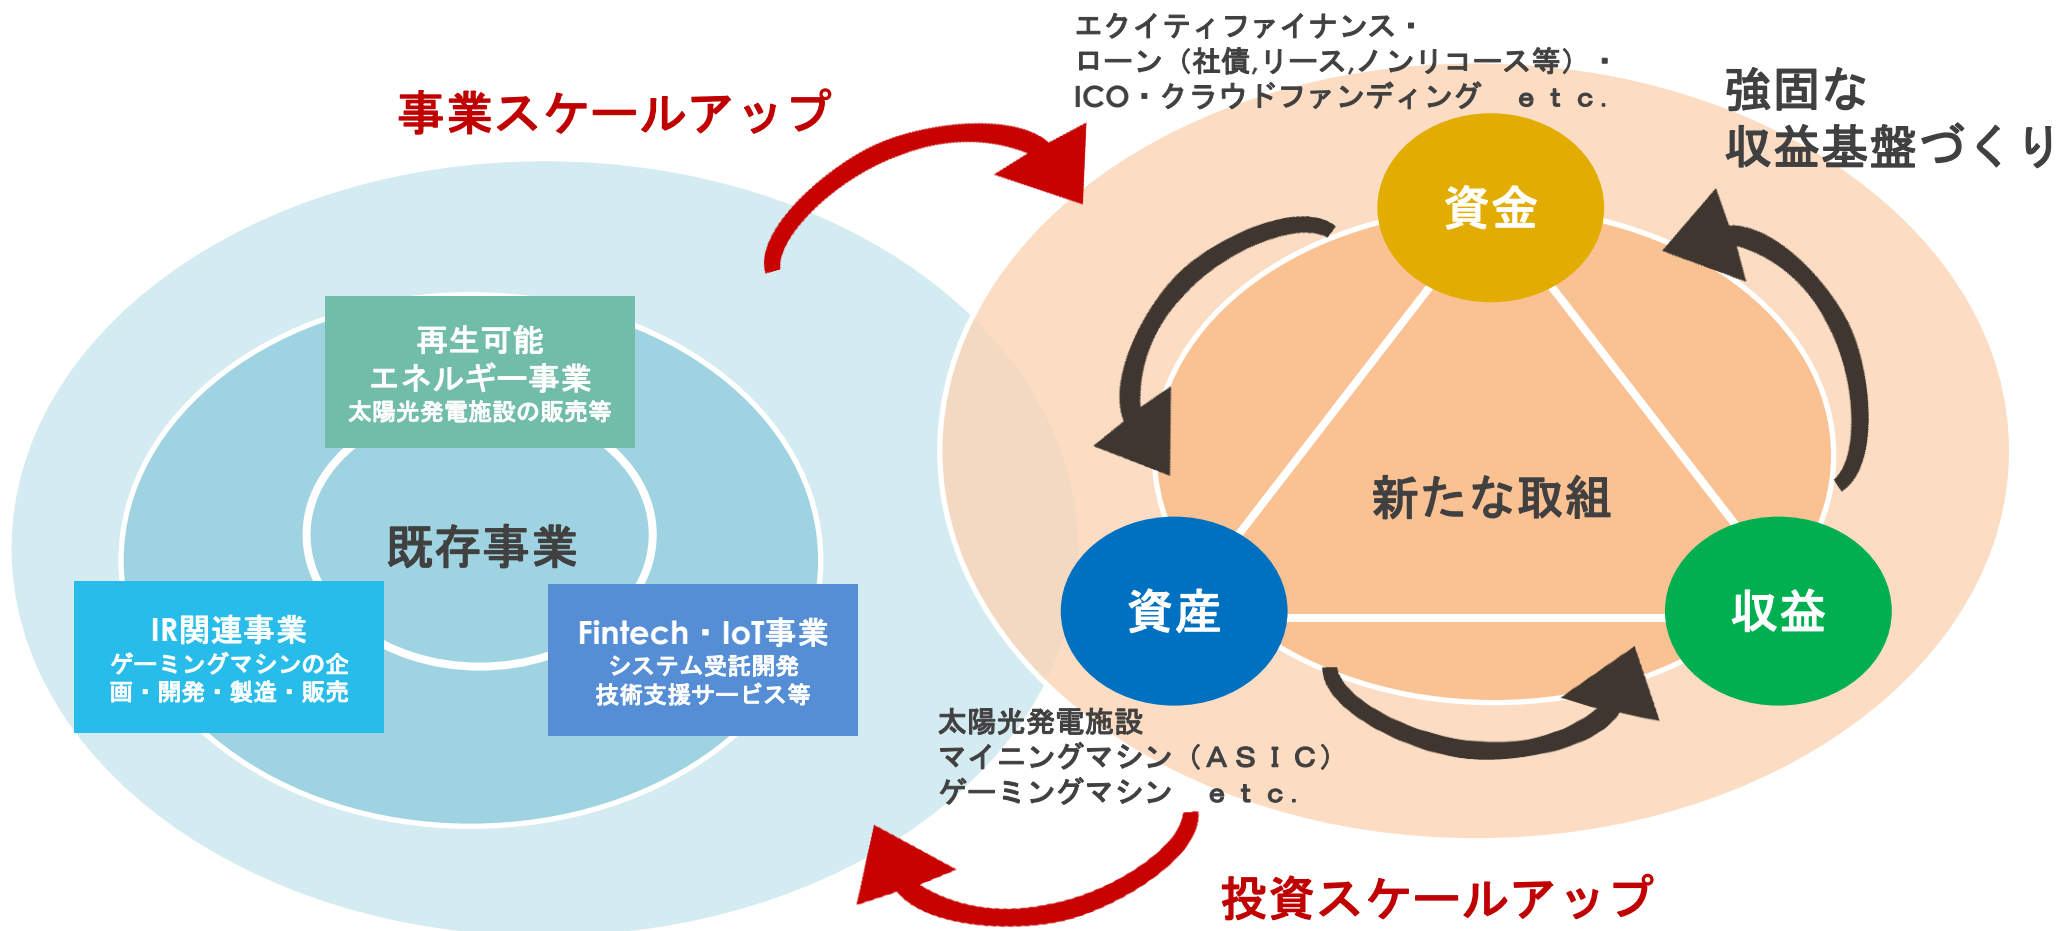 エクイティファイナンス・
ローン（社債,リース,ノンリコース等）・
ICO・クラウドファンディング　ｅｔｃ.
強固な
収益基盤づくり
事業スケールアップ
資金
再生可能
エネルギー事業
太陽光発電施設の販売等
新たな取組
既存事業
資産
収益
IR関連事業
ゲーミングマシンの企
画・開発・製造・販売
Fintech・IoT事業
システム受託開発
技術支援サービス等
太陽光発電施設
マイニングマシン（ＡＳＩＣ）
ゲーミングマシン　ｅｔｃ.
投資スケールアップ